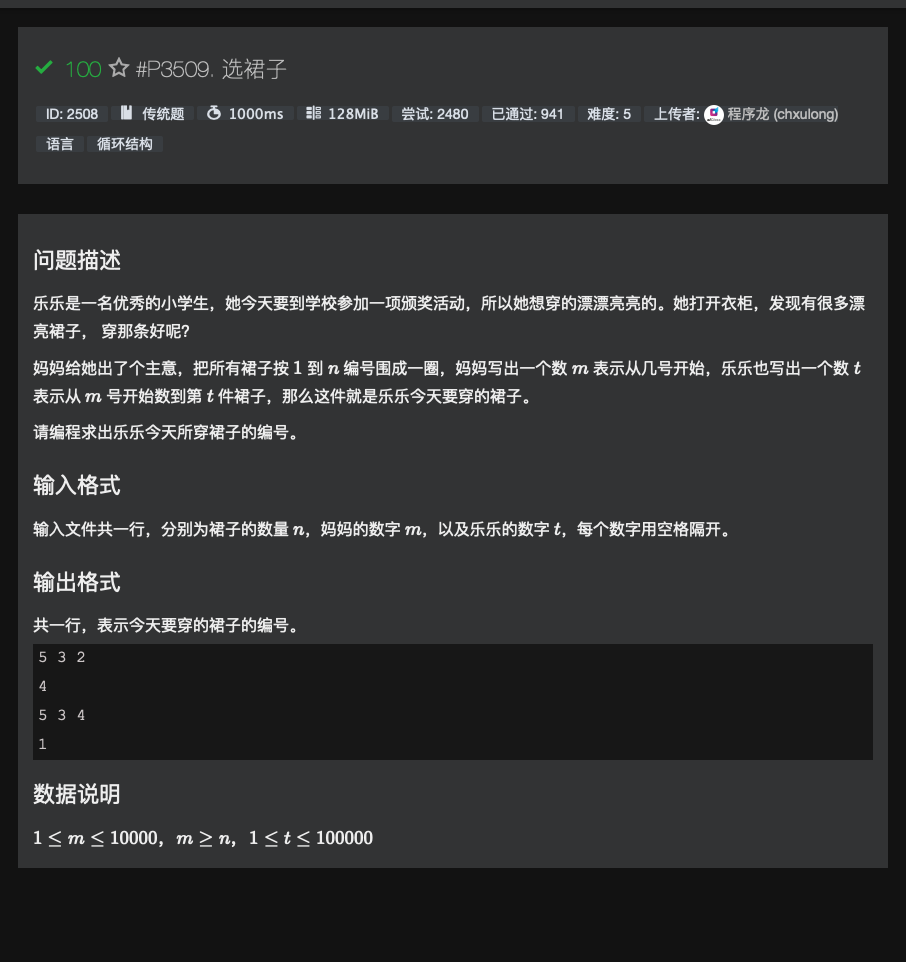 100 #P3509. 选裙子
ID: 2508 传统题 1000ms 128MiB 尝试: 2480 已通过: 941 难度: 5 上传者: 程序龙 (chxulong)
语言 循环结构
问题描述
乐乐是一名优秀的小学生，她今天要到学校参加一项颁奖活动，所以她想穿的漂漂亮亮的。她打开衣柜，发现有很多漂
亮裙子， 穿那条好呢?
妈妈给她出了个主意，把所有裙子按 1 到 n 编号围成一圈，妈妈写出一个数 m 表示从几号开始，乐乐也写出一个数 t
表示从 m 号开始数到第 t 件裙子，那么这件就是乐乐今天要穿的裙子。
请编程求出乐乐今天所穿裙子的编号。
输入格式
输入文件共一行，分别为裙子的数量 n，妈妈的数字 m，以及乐乐的数字 t，每个数字用空格隔开。
输出格式
共一行，表示今天要穿的裙子的编号。
5 3 2
4
5 3 4
1
数据说明
1 ≤ m ≤ 10000，m ≥ n，1 ≤ t ≤ 100000